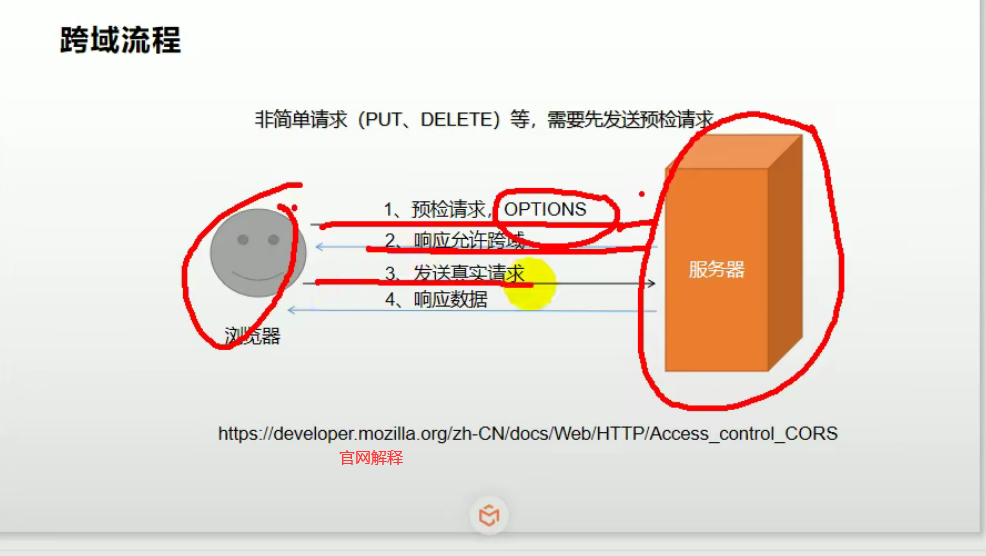 跨域流程
非简单请求（PUT、DELETE）等，需要先发送预检请求
1、预检请求，OPTIONS
2、响应允许跨域
3、发送真实请求
4、响应数据
服务器
浏览器
https://developer.mozilla.org/zh-CN/docs/Web/HTTP/Access_control_CORS
官网解释